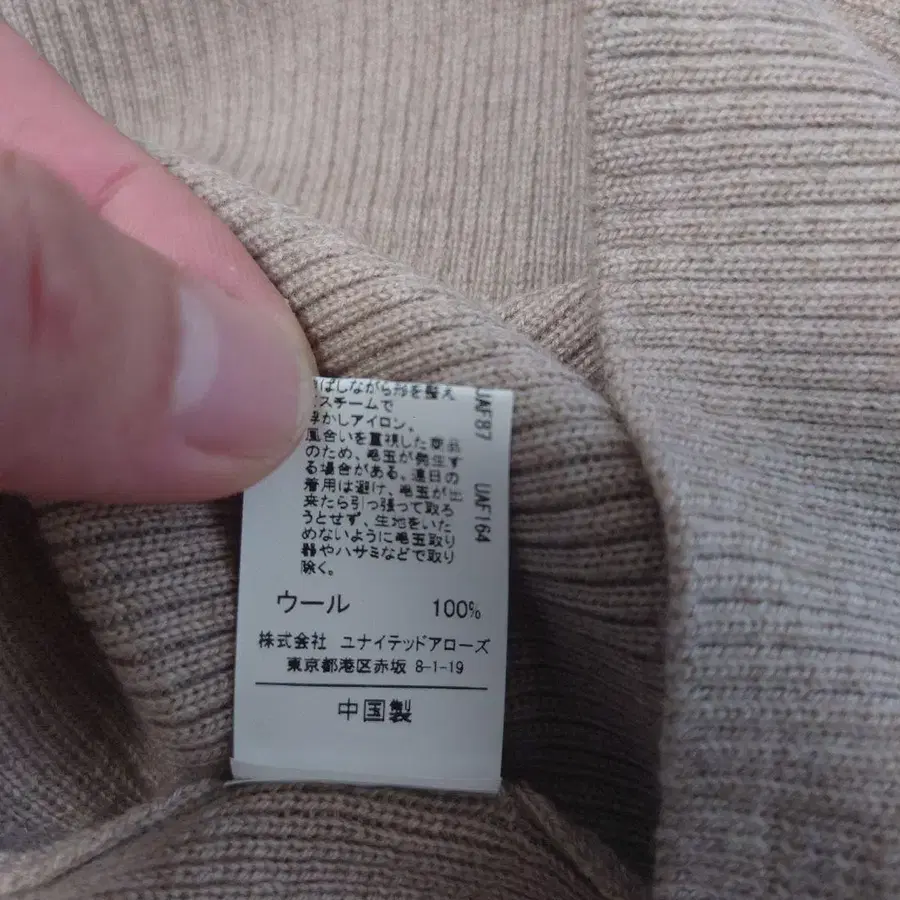 ばしながら形を整え
スチームで
浮かしアイロン。
風合いを重視した商品
のため、毛玉が発生す
る場合がある。連日の
着用は避け、毛玉が出
来たら引っ張って取ろ
うとせず、生地をいた
めないように毛玉取り
器やハサミなどで取り
除く。
ウール 100%
株式会社 ユナイテッドアローズ
東京都港区赤坂 8-1-19
中国製
UAF87 UAF164